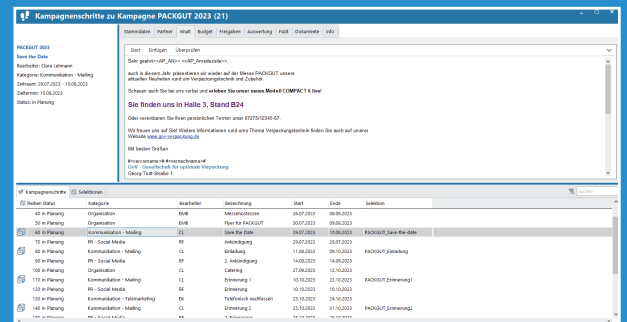 Kampagnenschritte zu Kampagne PACKGUT 2023 (21)
Stammdaten Partner Inhalt Budget Freigaben Auswertung Fazit Dokumente Info
PACKGUT 2023
Save the Date
Bearbeiter: Clara Lehmann
Kategorie: Kommunikation - Mailing
Zeitraum: 29.07.2023 - 10.08.2023
Zieltermin: 10.08.2023
Status: in Planung
Start Einfügen Überprüfen
Sehr geehrt<<AP_AN>> <<AP_Anredezeile>>,
auch in diesem Jahr präsentieren wir wieder auf der Messe PACKGUT unsere
aktuellen Neuheiten rund um Verpackungstechnik und Zubehör.
Schauen auch Sie bei uns vorbei und erleben Sie unser neues Modell COMPACT 6 live!
Sie finden uns in Halle 3, Stand B24
Oder vereinbaren Sie Ihren persönlichen Termin unter 07275/12345-67.
Wir freuen uns auf Sie! Weitere Informationen rund ums Thema Verpackungstechnik finden Sie auch auf unserer
Website www.gov-verpackung.de.
Mit besten Grüßen
#<vervorname># #<vernachname>#
GoV - Gesellschaft für optimale Verpackung
Georg-Todt-Straße 1
Kampagnenschritte Selektionen Suchen
Reihen Status Kategorie Bearbeiter Bezeichnung Start Ende Selektion
40 in Planung Organisation EMB Messehostessen 26.07.2023 08.08.2023
50 in Planung Organisation EMB Flyer für PACKGUT 30.07.2023 09.08.2023
60 in Planung Kommunikation - Mailing CL Save the Date 29.07.2023 10.08.2023 PACKGUT_Save-the-date
70 in Planung PR - Social Media RF Ankündigung 29.07.2023 29.07.2023
80 in Planung Kommunikation - Mailing CL Einladung 11.08.2023 09.10.2023 PACKGUT_Einladung
90 in Planung PR - Social Media RF 2. Ankündigung 14.08.2023 14.08.2023
100 in Planung Organisation CL Catering 27.09.2023 12.10.2023
110 in Planung Kommunikation - Mailing CL Erinnerung 1 10.10.2023 22.10.2023 PACKGUT_Erinnerung1
120 in Planung PR - Social Media RF Erinnerung 10.10.2023 10.10.2023
130 in Planung Kommunikation - Telemarketing EK Telefonisch nachfassen 25.10.2023 24.10.2023
140 in Planung Kommunikation - Mailing CL Erinnerung 2 25.10.2023 31.10.2023 PACKGUT_Erinnerung2